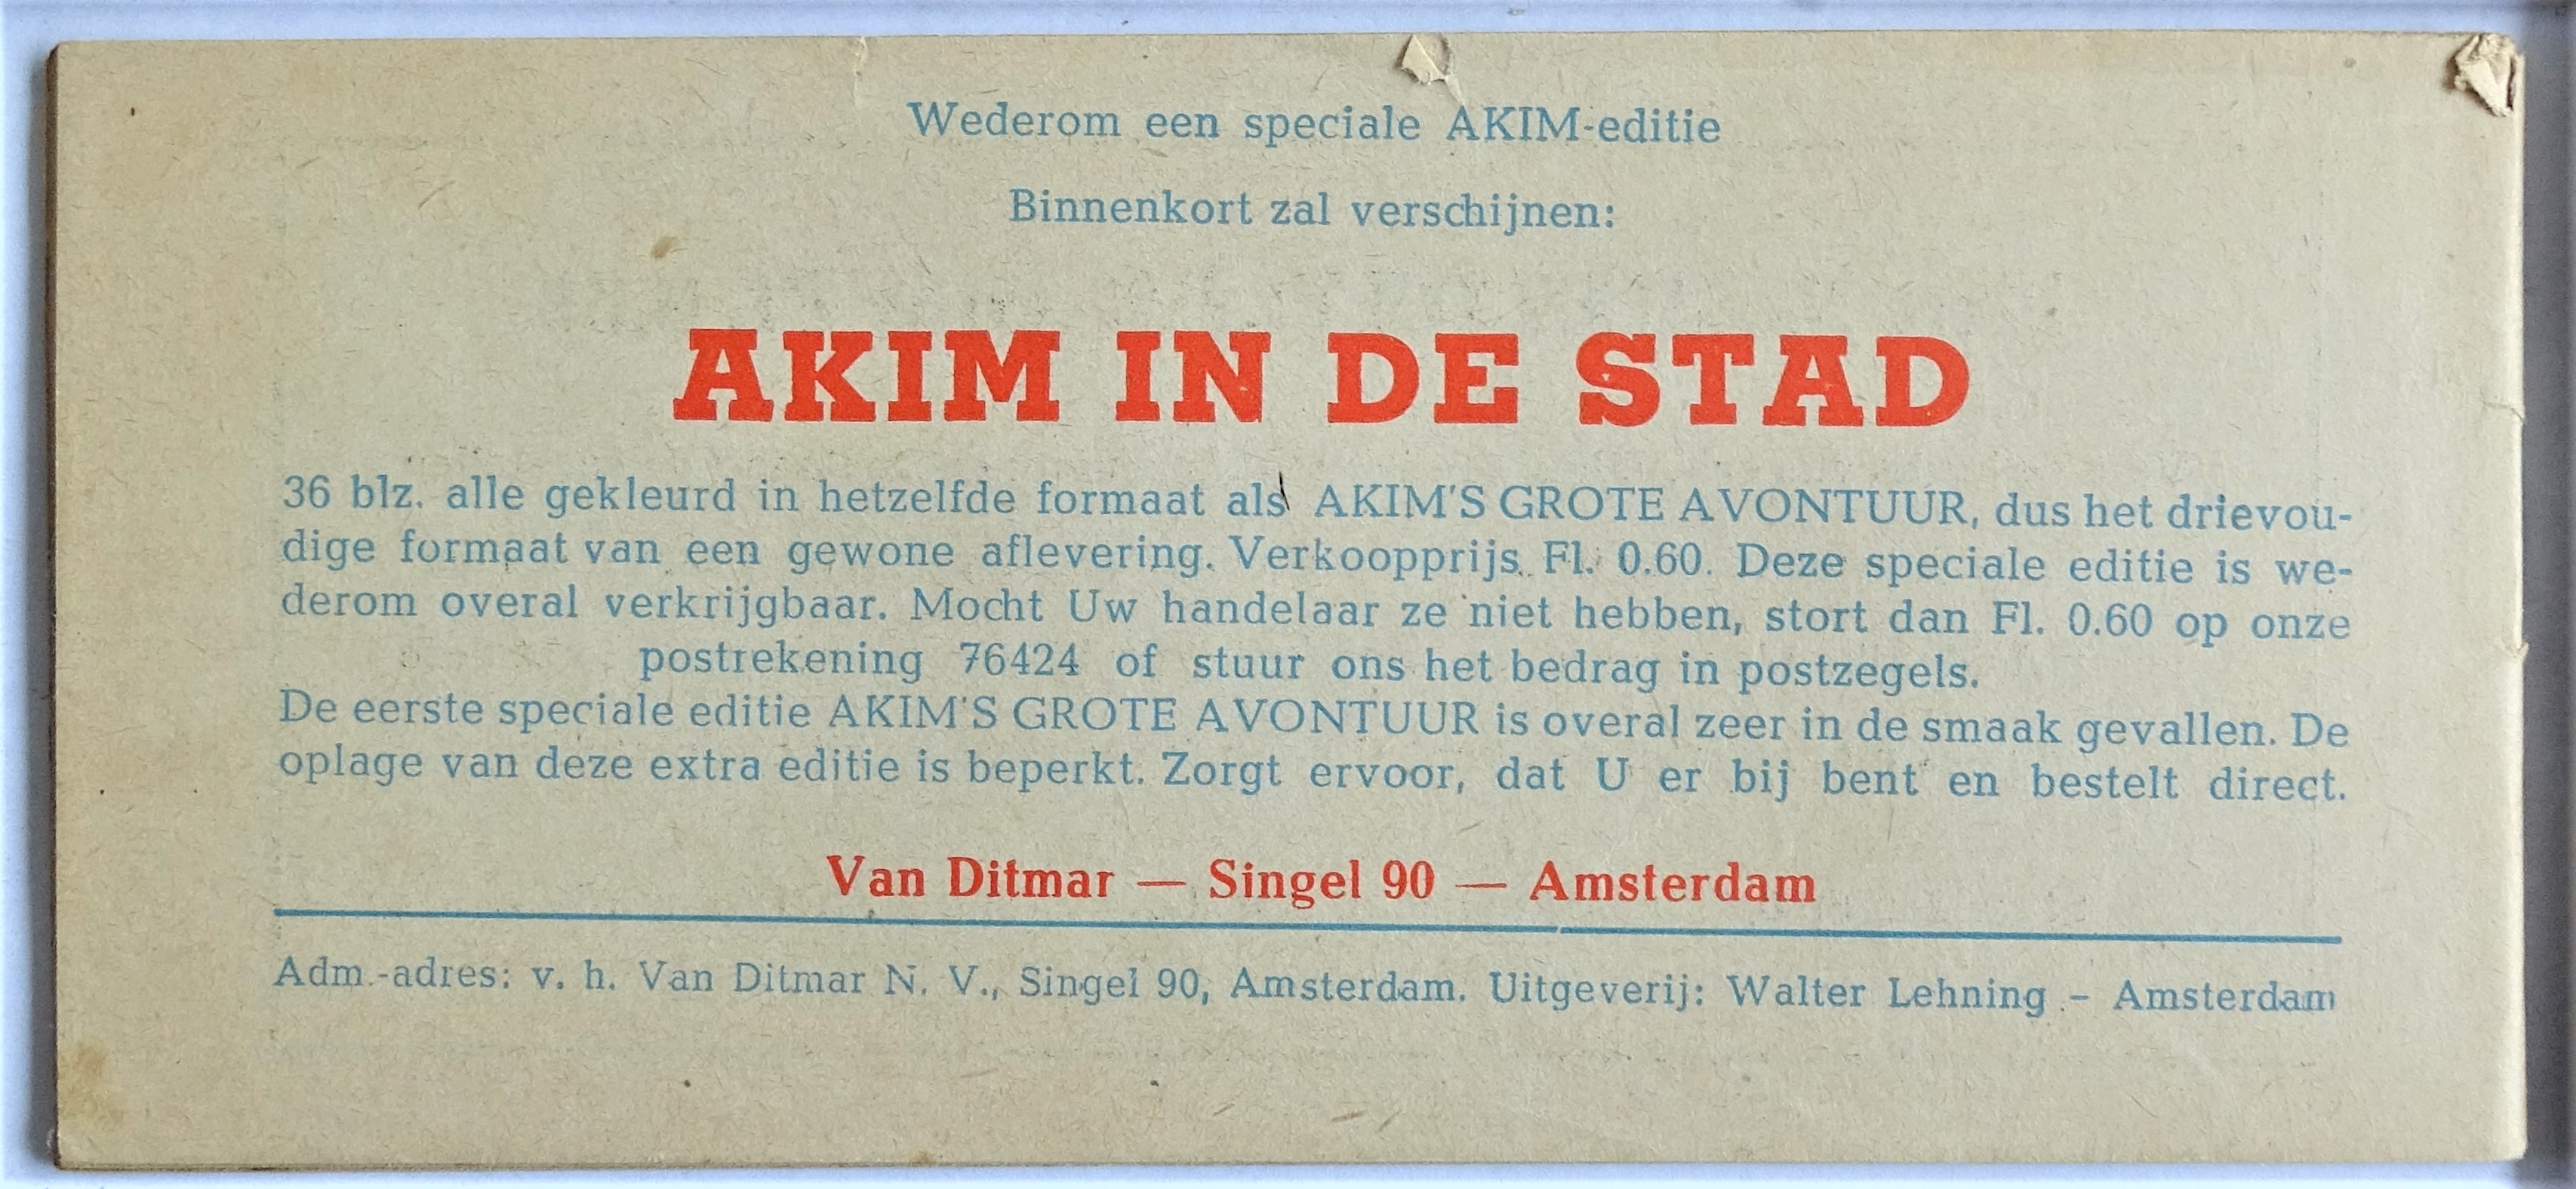 Wederom een speciale AKIM-editie
Binnenkort zal verschijnen:
AKIM IN DE STAD
36 blz. alle gekleurd in hetzelfde formaat als AKIM'S GROTE AVONTUUR, dus het drievou-
dige formaat van een gewone aflevering. Verkoopprijs Fl. 0.60. Deze speciale editie is we-
derom overal verkrijgbaar. Mocht Uw handelaar ze niet hebben, stort dan Fl. 0.60 op onze
postrekening 76424 of stuur ons het bedrag in postzegels.
De eerste speciale editie AKIM'S GROTE AVONTUUR is overal zeer in de smaak gevallen. De
oplage van deze extra editie is beperkt. Zorgt ervoor, dat U er bij bent en bestelt direct.
Van Ditmar — Singel 90 — Amsterdam
Adm.-adres: v. h. Van Ditmar N. V., Singel 90, Amsterdam. Uitgeverij: Walter Lehning - Amsterdam